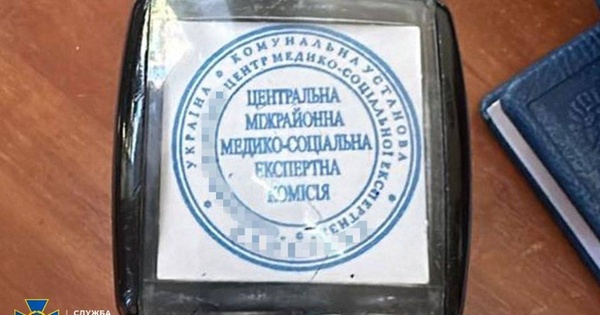 УКРАЇНА * КОМУНАЛЬНА УСТАНОВА *
ЦЕНТР МЕДИКО-СОЦІАЛЬНОЇ ЕКСПЕРТИЗИ
ЦЕНТРАЛЬНА
МІЖРАЙОННА
МЕДИКО-СОЦІАЛЬНА
ЕКСПЕРТНА
КОМІСІЯ
СЛУЖБА